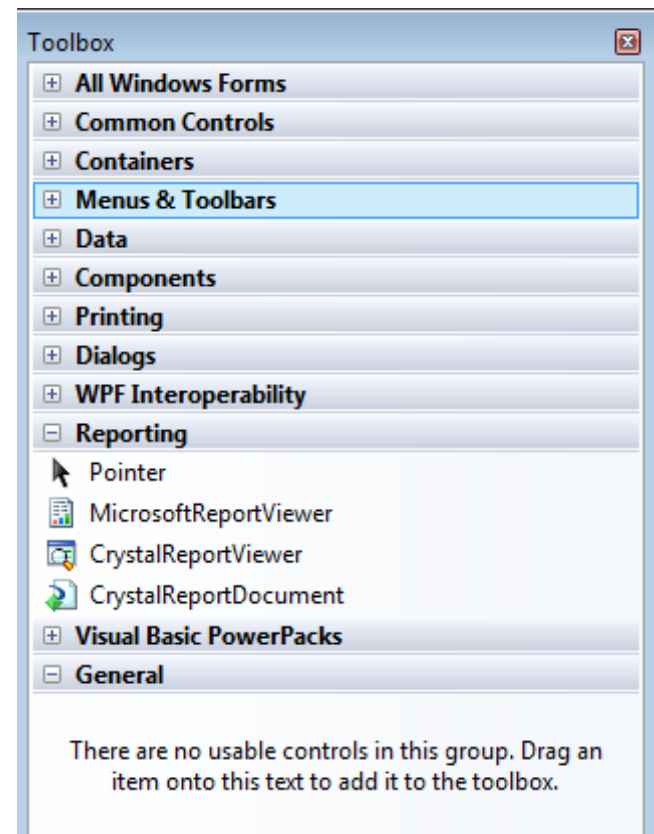 Toolbox
All Windows Forms
Common Controls
Containers
Menus & Toolbars
Data
Components
Printing
Dialogs
WPF Interoperability
Reporting
Pointer
MicrosoftReportViewer
CrystalReportViewer
CrystalReportDocument
Visual Basic PowerPacks
General
There are no usable controls in this group. Drag an
item onto this text to add it to the toolbox.